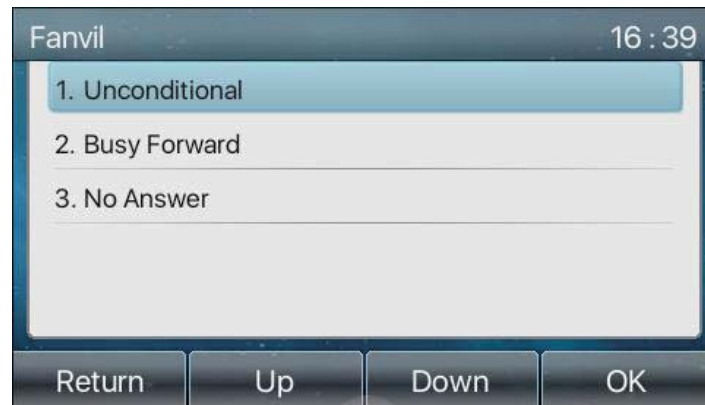 Fanvil 16 : 39
1. Unconditional
2. Busy Forward
3. No Answer
Return Up Down OK